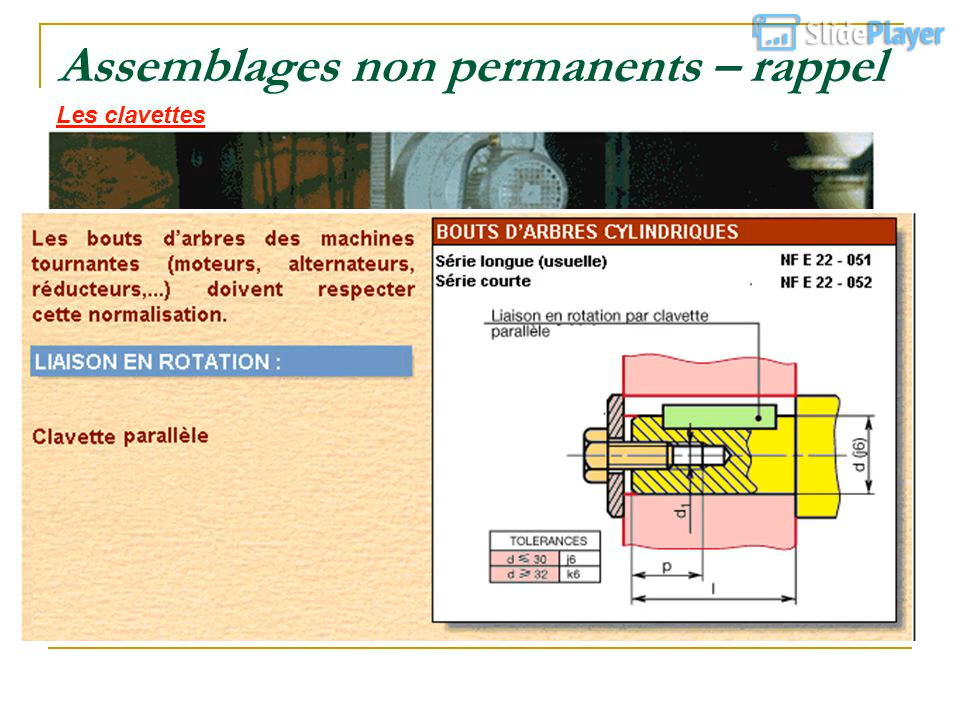 Assemblages non permanents – rappel
SlidePlayer
Les clavettes
Les bouts d'arbres des machines
tournantes (moteurs, alternateurs,
réducteurs,...) doivent respecter
cette normalisation.
LIAISON EN ROTATION :
Clavette parallèle
BOUTS D'ARBRES CYLINDRIQUES
Série longue (usuelle) NF E 22 - 051
Série courte NF E 22 - 052
Liaison en rotation par clavette
parallèle
d (j6)
d1
TOLERANCES
d ≤ 30 j6
d ≥ 32 k6
p
l